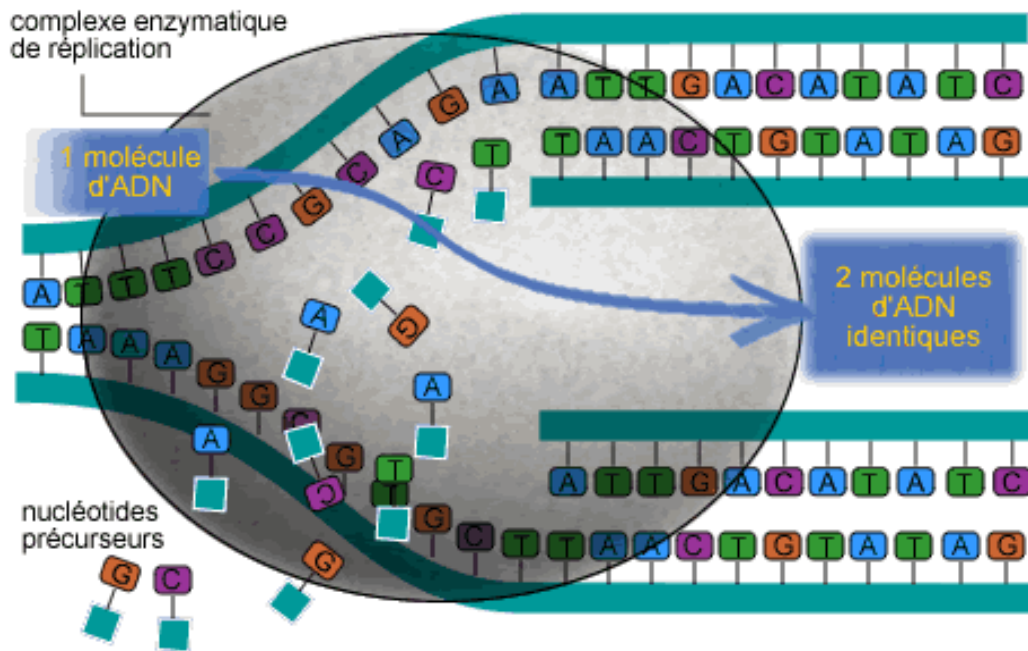 complexe enzymatique
de réplication
1 molécule
d'ADN
A T T T C C G C A G A A T T G A C A T A T C
T A A C T G T A T A G
C T
A G A
2 molécules
d'ADN
identiques
T A A A G G C G T G C T T A A C T G T A T A G
A T T G A C A T A T C
A C T
nucléotides
précurseurs
G C G